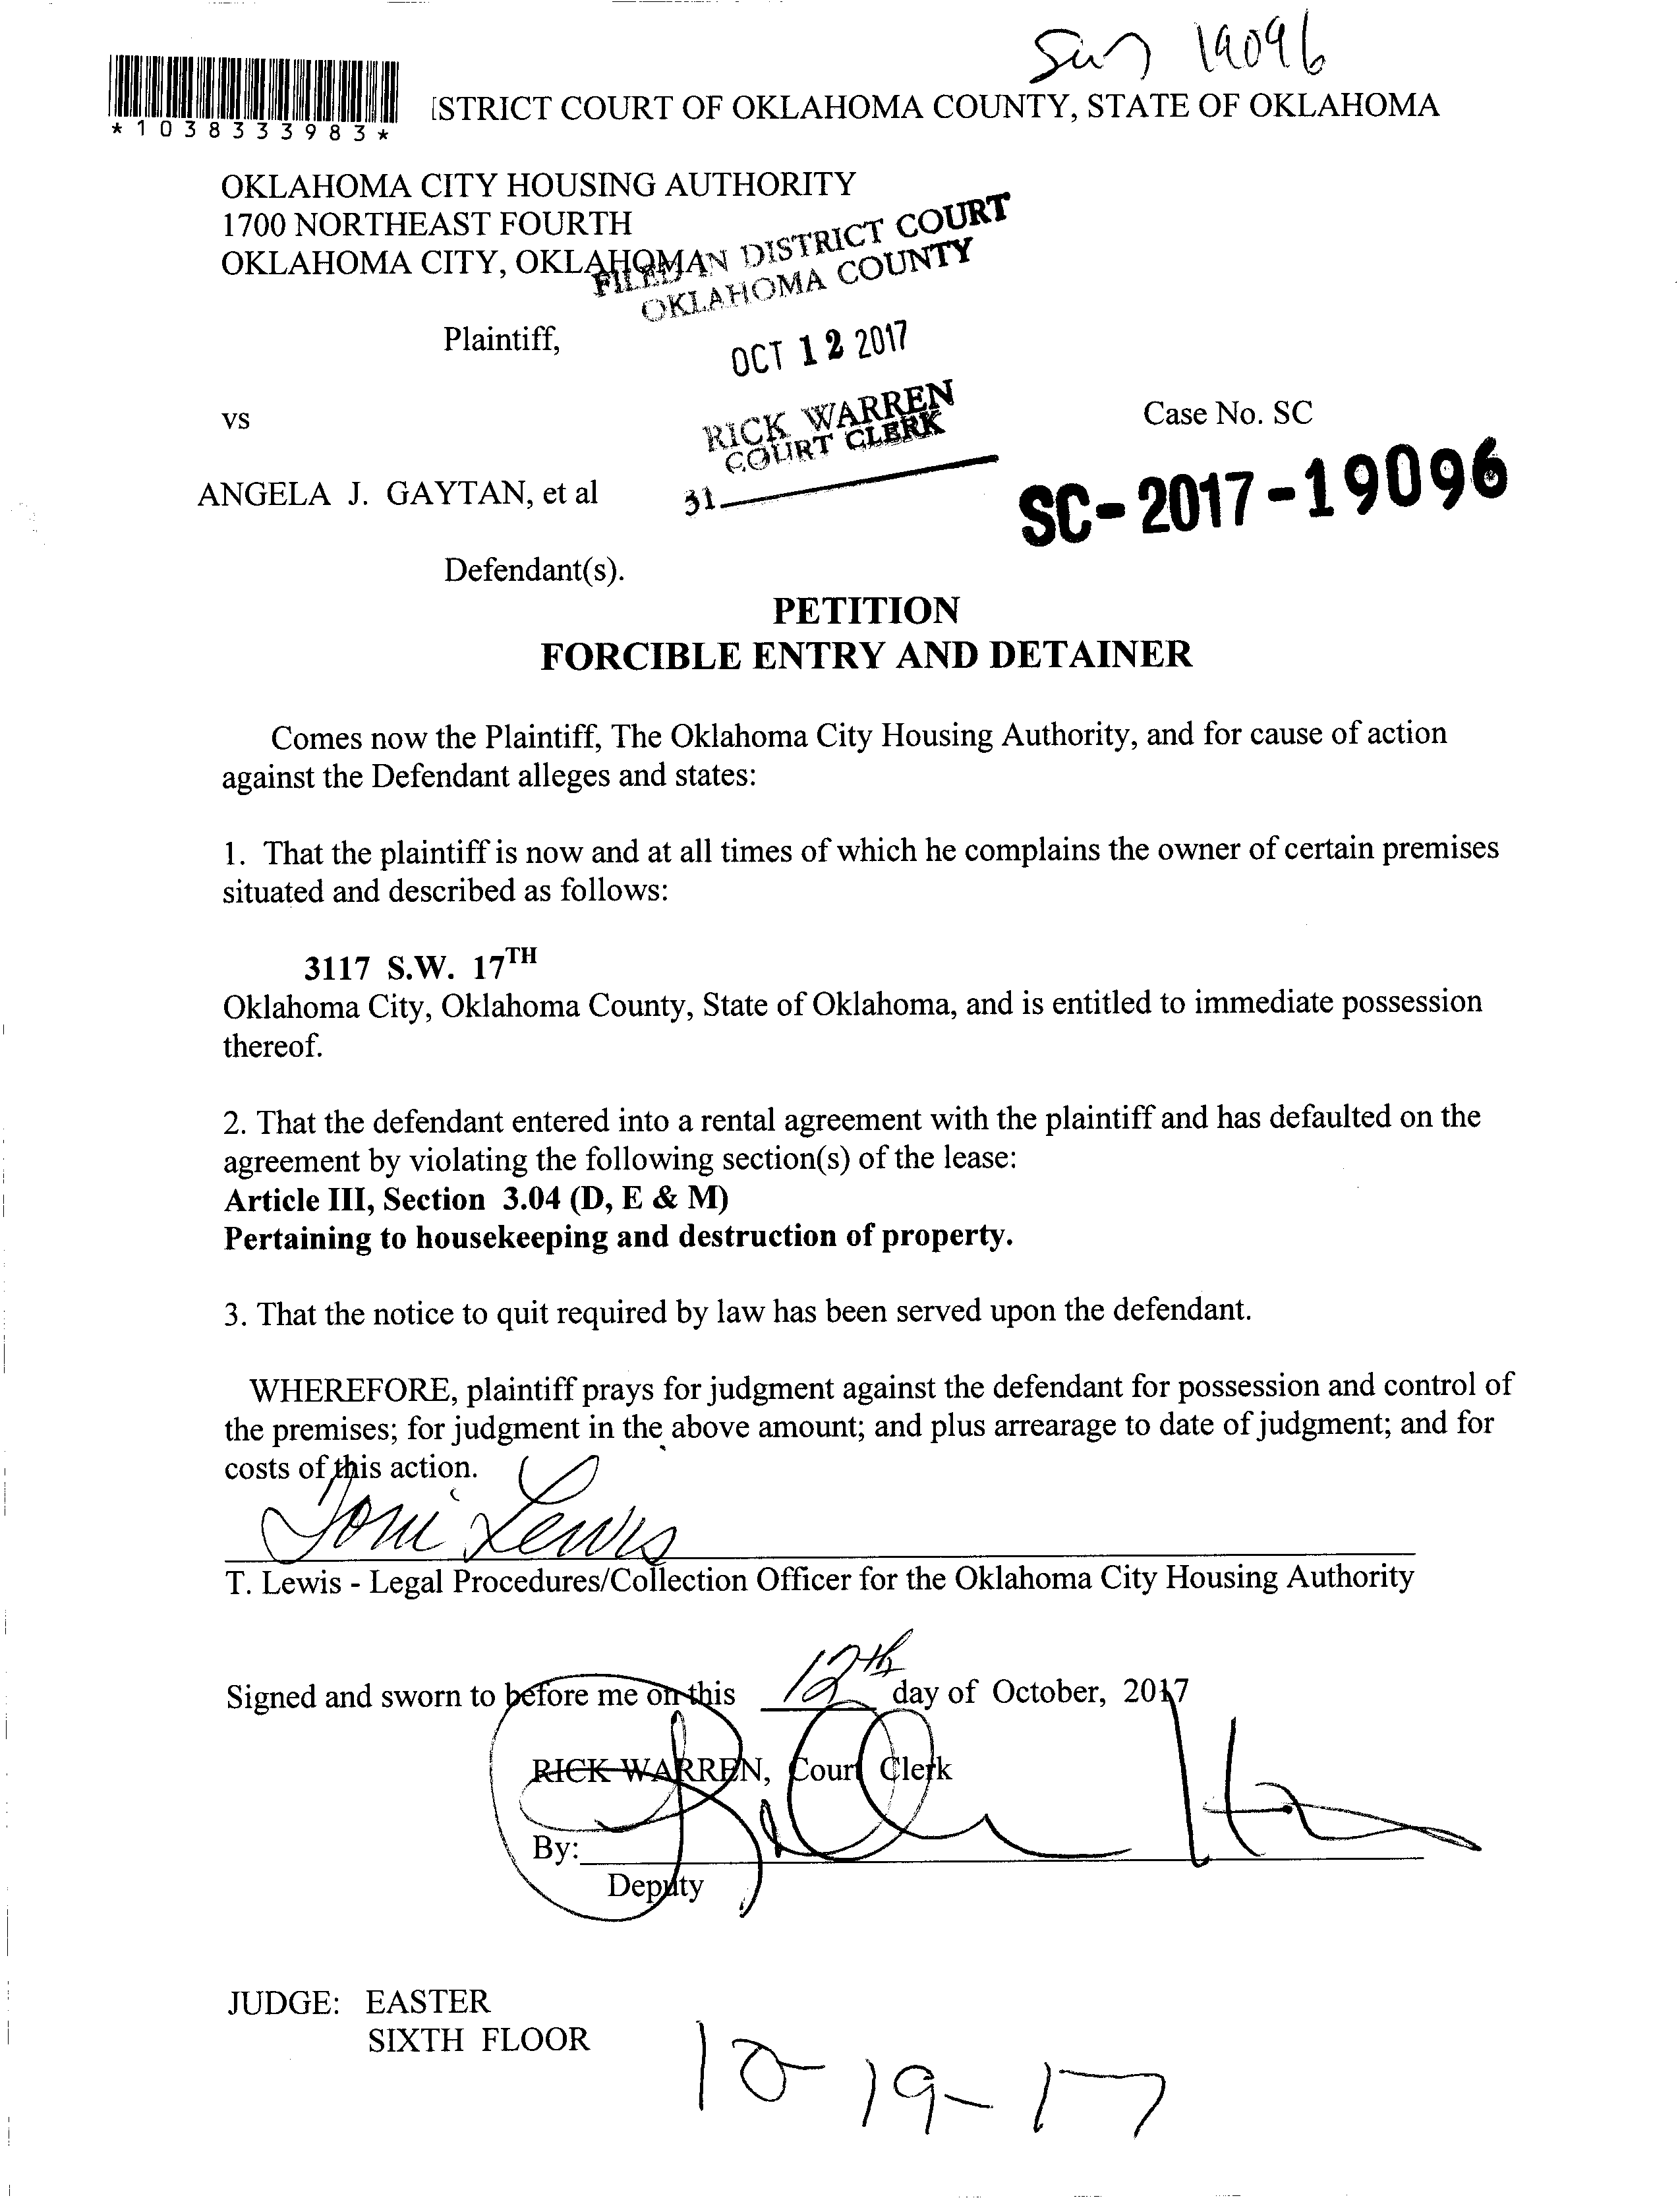 19096
*1038333983*
ISTRICT COURT OF OKLAHOMA COUNTY, STATE OF OKLAHOMA
OKLAHOMA CITY HOUSING AUTHORITY
1700 NORTHEAST FOURTH
OKLAHOMA CITY, OKLAHOMA
FILED IN DISTRICT COURT
OKLAHOMA COUNTY
Plaintiff,
OCT 12 2017
vs
RICK WARREN
COURT CLERK
Case No. SC
ANGELA J. GAYTAN, et al
31
SC-2017-19096
Defendant(s).
PETITION
FORCIBLE ENTRY AND DETAINER
Comes now the Plaintiff, The Oklahoma City Housing Authority, and for cause of action
against the Defendant alleges and states:
1. That the plaintiff is now and at all times of which he complains the owner of certain premises
situated and described as follows:
3117 S.W. 17TH
Oklahoma City, Oklahoma County, State of Oklahoma, and is entitled to immediate possession
thereof.
2. That the defendant entered into a rental agreement with the plaintiff and has defaulted on the
agreement by violating the following section(s) of the lease:
Article III, Section 3.04 (D, E & M)
Pertaining to housekeeping and destruction of property.
3. That the notice to quit required by law has been served upon the defendant.
WHEREFORE, plaintiff prays for judgment against the defendant for possession and control of
the premises; for judgment in the above amount; and plus arrearage to date of judgment; and for
costs of this action.
Toni Lewis
T. Lewis - Legal Procedures/Collection Officer for the Oklahoma City Housing Authority
Signed and sworn to before me on this 12th day of October, 2017
RICK WARREN, Court Clerk
By:
Deputy
JUDGE: EASTER
SIXTH FLOOR
10-19-17